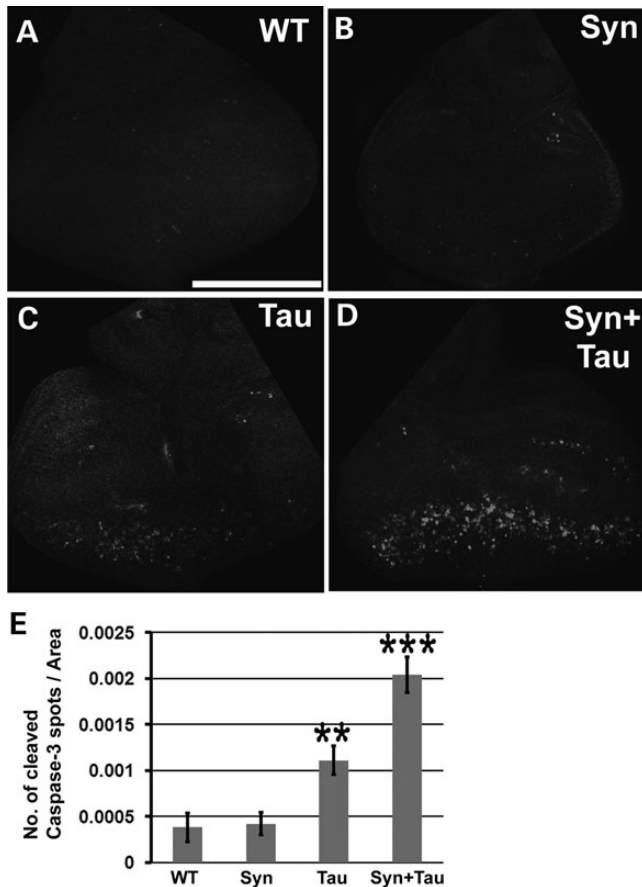 A
WT
B
Syn
C
Tau
D
Syn+
Tau
E
No. of cleaved
Caspase-3 spots / Area
0.0025
0.002
0.0015
0.001
0.0005
0
**
***
WT
Syn
Tau
Syn+Tau